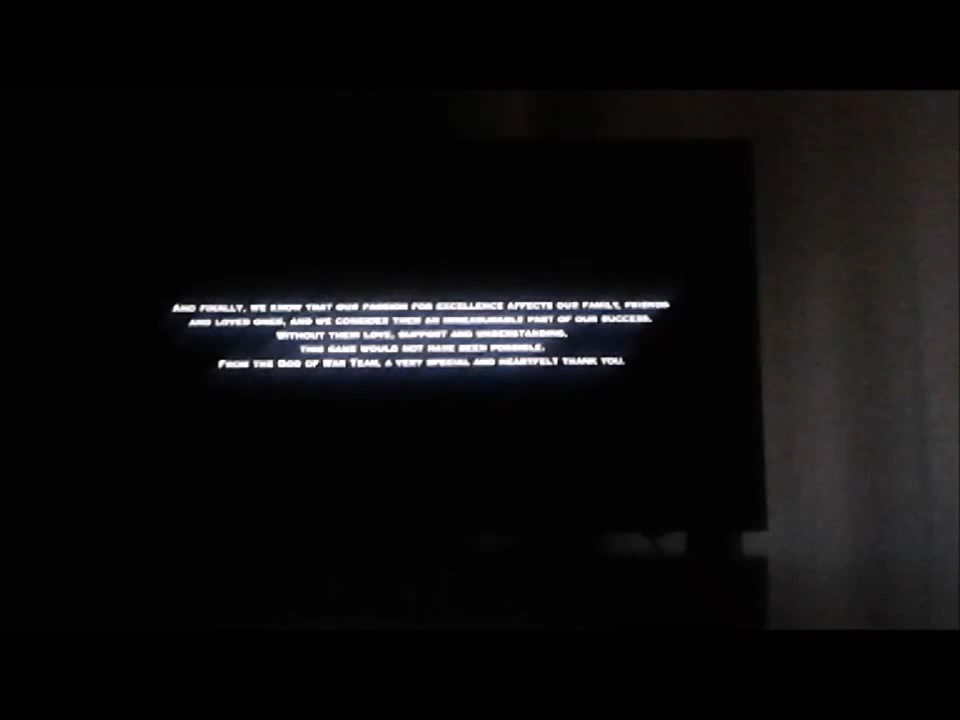 And finally, we know that our passion for excellence affects our family, friends
and loved ones, and we consider them an immeasurable part of our success.
Without their love, support and understanding,
this game would not have been possible.
From the God of War Team, a very special and heartfelt thank you.